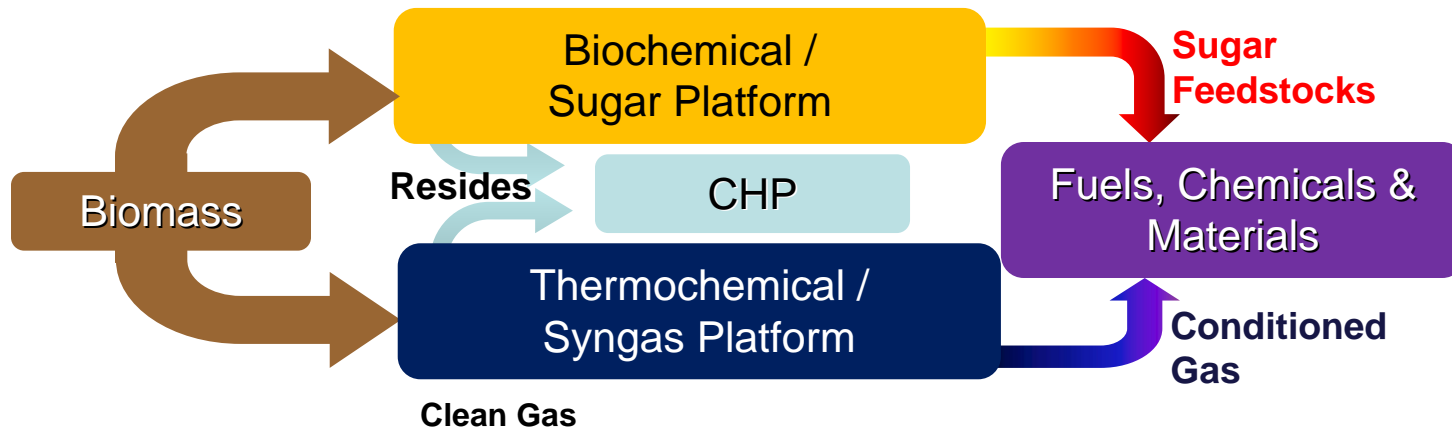 Biochemical /
Sugar Platform
Sugar
Feedstocks
Biomass
Resides
CHP
Fuels, Chemicals &
Materials
Thermochemical /
Syngas Platform
Conditioned
Gas
Clean Gas